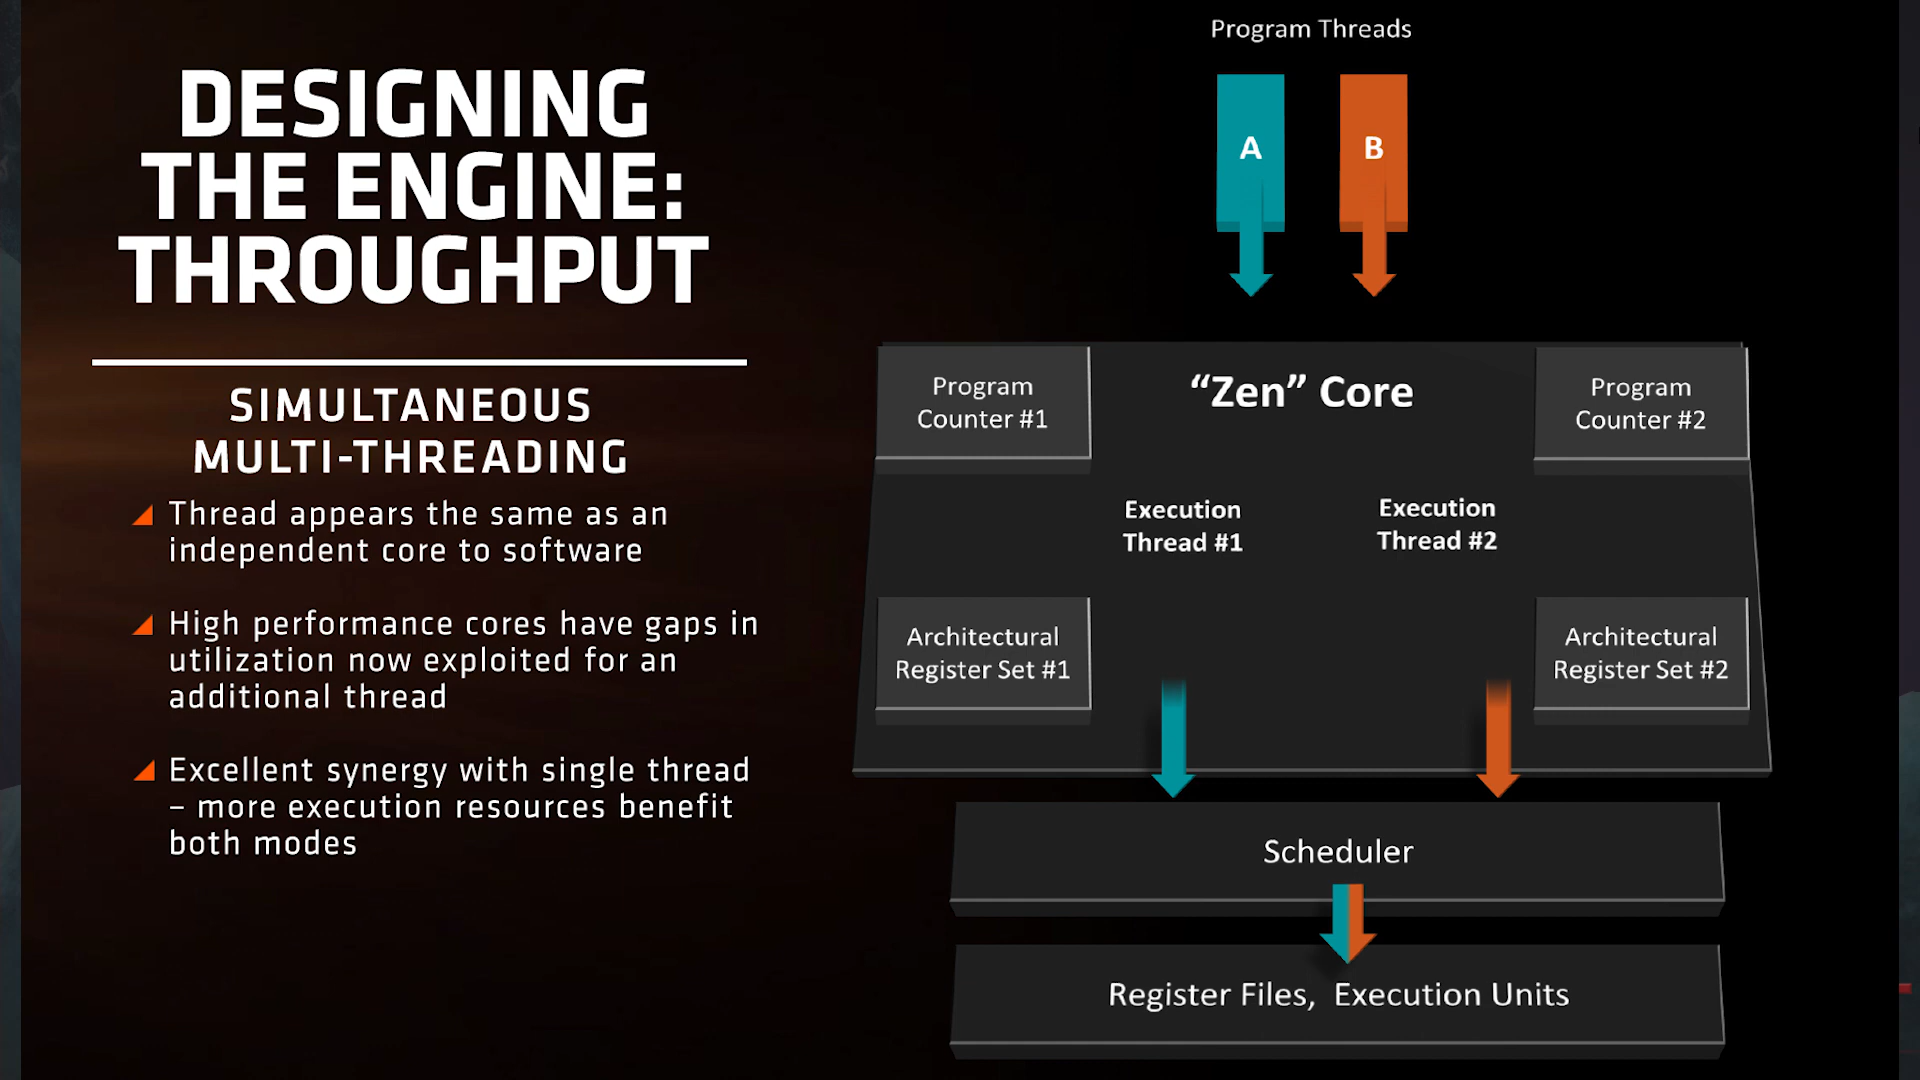 DESIGNING
THE ENGINE:
THROUGHPUT
SIMULTANEOUS
MULTI-THREADING
Thread appears the same as an
independent core to software
High performance cores have gaps in
utilization now exploited for an
additional thread
Excellent synergy with single thread
– more execution resources benefit
both modes
Program Threads
A
B
Program
Counter #1
“Zen” Core
Program
Counter #2
Execution
Thread #1
Execution
Thread #2
Architectural
Register Set #1
Architectural
Register Set #2
Scheduler
Register Files, Execution Units